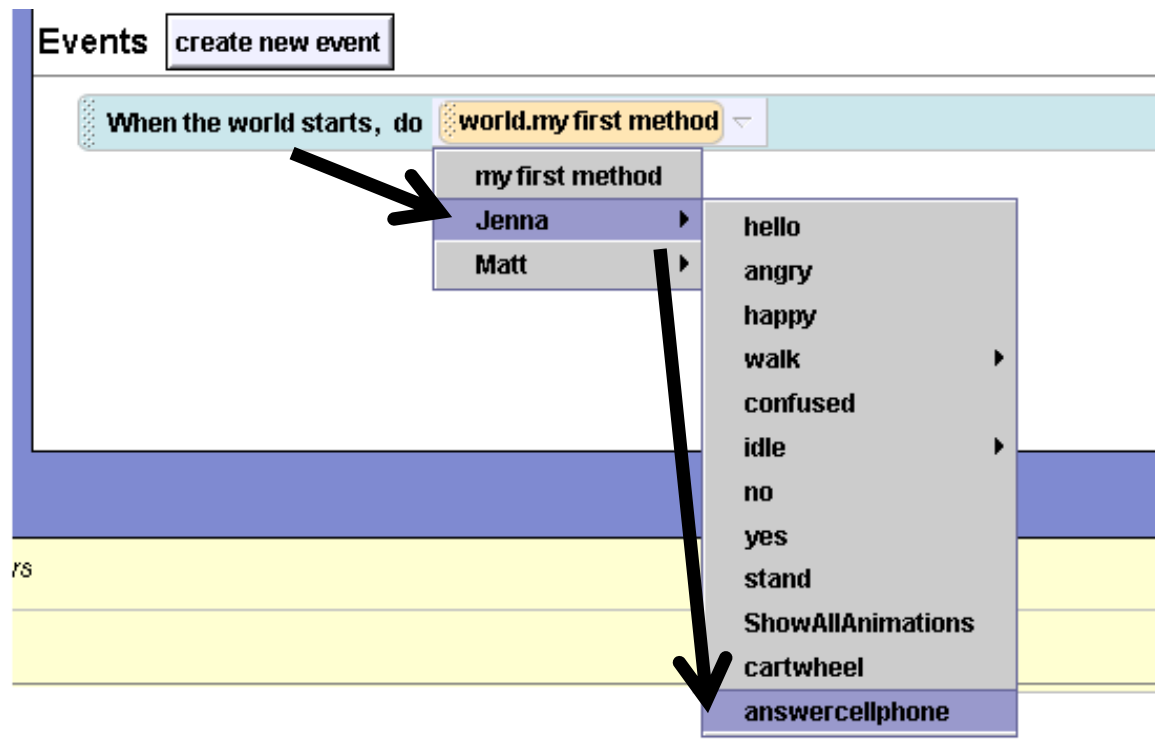 Events create new event
When the world starts, do world.my first method
my first method
Jenna
Matt
hello
angry
happy
walk
confused
idle
no
yes
stand
ShowAllAnimations
cartwheel
answercellphone
rs